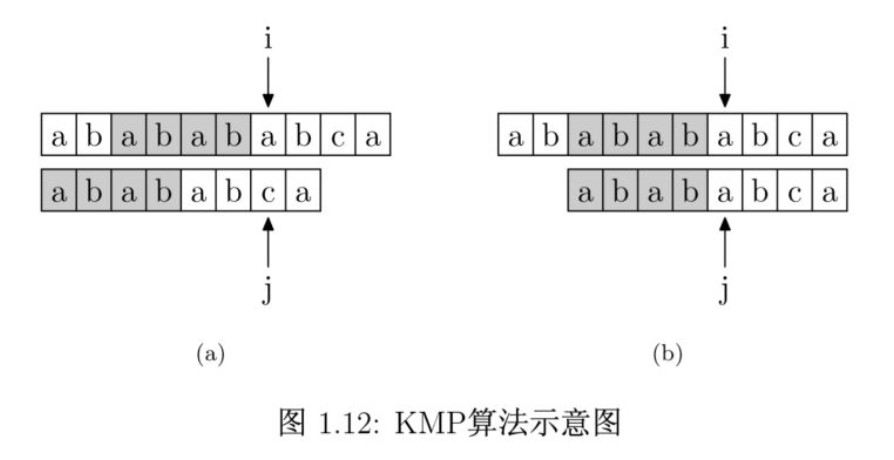 i i
a b a b a b a b c a a b a b a b a b c a
a b a b a b c a a b a b a b c a
j j
(a) (b)
图 1.12: KMP算法示意图